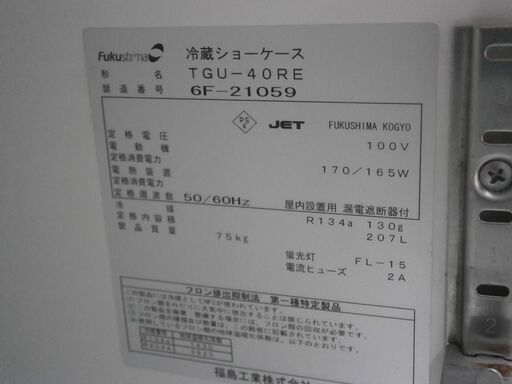 Fukushima
冷蔵ショーケース
形 名 TGU-40RE
製造番号 6F-21059
PS E JET FUKUSHIMA KOGYO
定格電圧 100V
電動機
定格消費電力 170/165W
電熱装置
定格消費電力
定格周波数 50/60Hz 屋内設置用 漏電遮断器付
冷媒 R134a 130g
定格内容積 207L
製品質量 75kg
蛍光灯 FL-15
電流ヒューズ 2A
フロン排出抑制法 第一種特定製品
福島工業株式会社
2